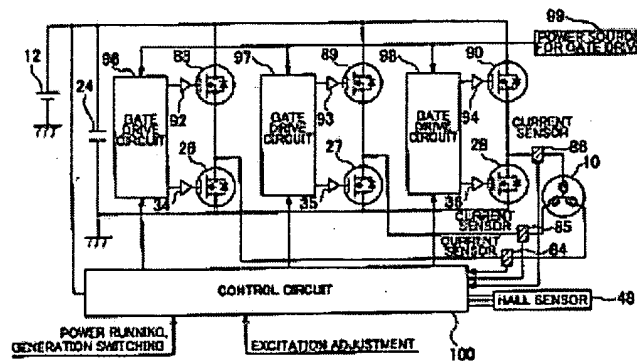 99
POWER SOURCE
FOR GATE DRIVE
12
24
96
88
97
89
98
90
GATE
DRIVE
CIRCUIT
92
GATE
DRIVE
CIRCUIT
93
GATE
DRIVE
CIRCUIT
94
CURRENT
SENSOR
86
10
26
27
28
34
35
36
CURRENT
SENSOR
85
CURRENT
SENSOR
84
CONTROL CIRCUIT
HALL SENSOR
48
POWER RUNNING,
GENERATION SWITCHING
EXCITATION ADJUSTMENT
100